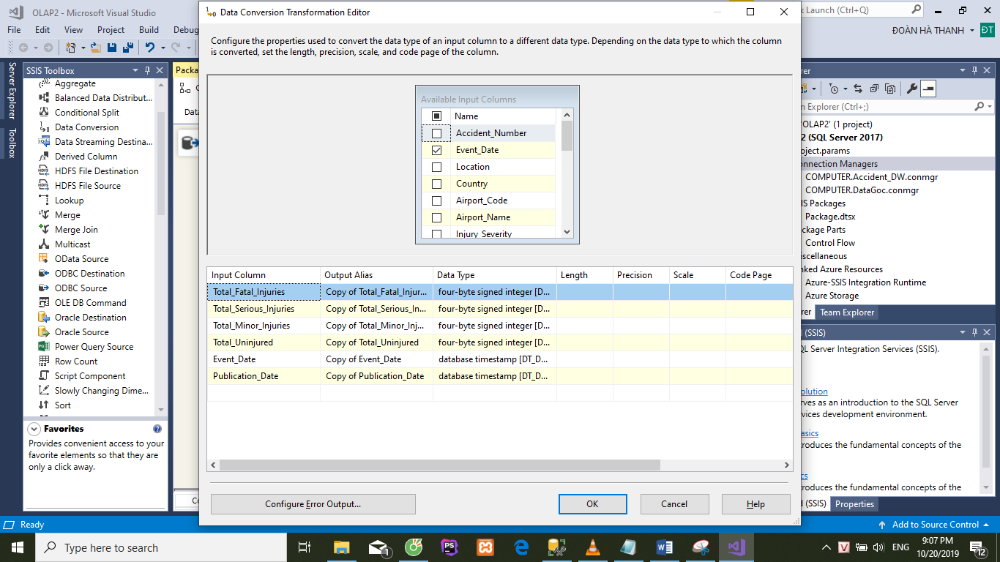 OLAP2 - Microsoft Visual Studio
Launch (Ctrl+Q)
File Edit View Project Build Debug
ĐOÀN HÀ THANH
ĐT
Server Explorer
Toolbox
SSIS Toolbox
Aggregate
Balanced Data Distribut...
Conditional Split
Data Conversion
Data Streaming Destina...
Derived Column
HDFS File Destination
HDFS File Source
Lookup
Merge
Merge Join
Multicast
OData Source
ODBC Destination
ODBC Source
OLE DB Command
Oracle Destination
Oracle Source
Power Query Source
Row Count
Script Component
Slowly Changing Dime...
Sort
Favorites
Provides convenient access to your
favorite elements so that they are
only a click away.
Data Conversion Transformation Editor
Configure the properties used to convert the data type of an input column to a different data type. Depending on the data type to which the column
is converted, set the length, precision, scale, and code page of the column.
Available Input Columns
Name
Accident_Number
Event_Date
Location
Country
Airport_Code
Airport_Name
Injury_Severity
Input Column Output Alias Data Type Length Precision Scale Code Page
Total_Fatal_Injuries Copy of Total_Fatal_Injur... four-byte signed integer [D...
Total_Serious_Injuries Copy of Total_Serious_In... four-byte signed integer [D...
Total_Minor_Injuries Copy of Total_Minor_Inj... four-byte signed integer [D...
Total_Uninjured Copy of Total_Uninjured four-byte signed integer [D...
Event_Date Copy of Event_Date database timestamp [DT_D...
Publication_Date Copy of Publication_Date database timestamp [DT_D...
Configure Error Output... OK Cancel Help
rer
n Explorer (Ctrl+;)
'OLAP2' (1 project)
2 (SQL Server 2017)
oject.params
nnection Managers
COMPUTER.Accident_DW.conmgr
COMPUTER.DataGoc.conmgr
IS Packages
Package.dtsx
ckage Parts
Control Flow
iscellaneous
nked Azure Resources
Azure-SSIS Integration Runtime
Azure Storage
rer Team Explorer
(SSIS)
QL Server Integration Services (SSIS).
olution
rves as an introduction to the SQL Server
vices development environment.
asics
troduces the fundamental concepts of the
cs
troduces the fundamental concepts of the
(SSIS) Properties
Ready
Add to Source Control
Type here to search
1
PS
ENG
9:07 PM
10/20/2019
12